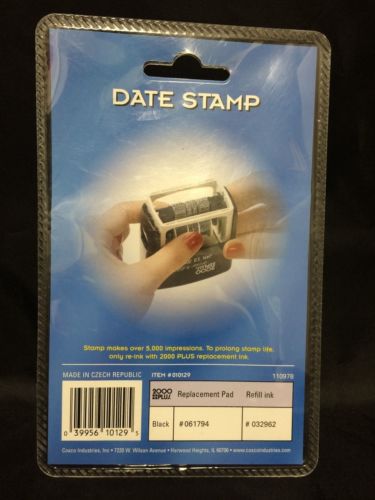 DATE STAMP
Stamp makes over 5,000 impressions. To prolong stamp life,
only re-ink with 2000 PLUS replacement ink.
MADE IN CZECH REPUBLIC ITEM #010129 110978
2000 PLUS Replacement Pad Refill ink
Black #061794 # 032962
0 39956 10129 5
Cosco Industries, Inc • 7220 W. Wilson Avenue • Harwood Heights, IL 60706 • www.coscoindustries.com